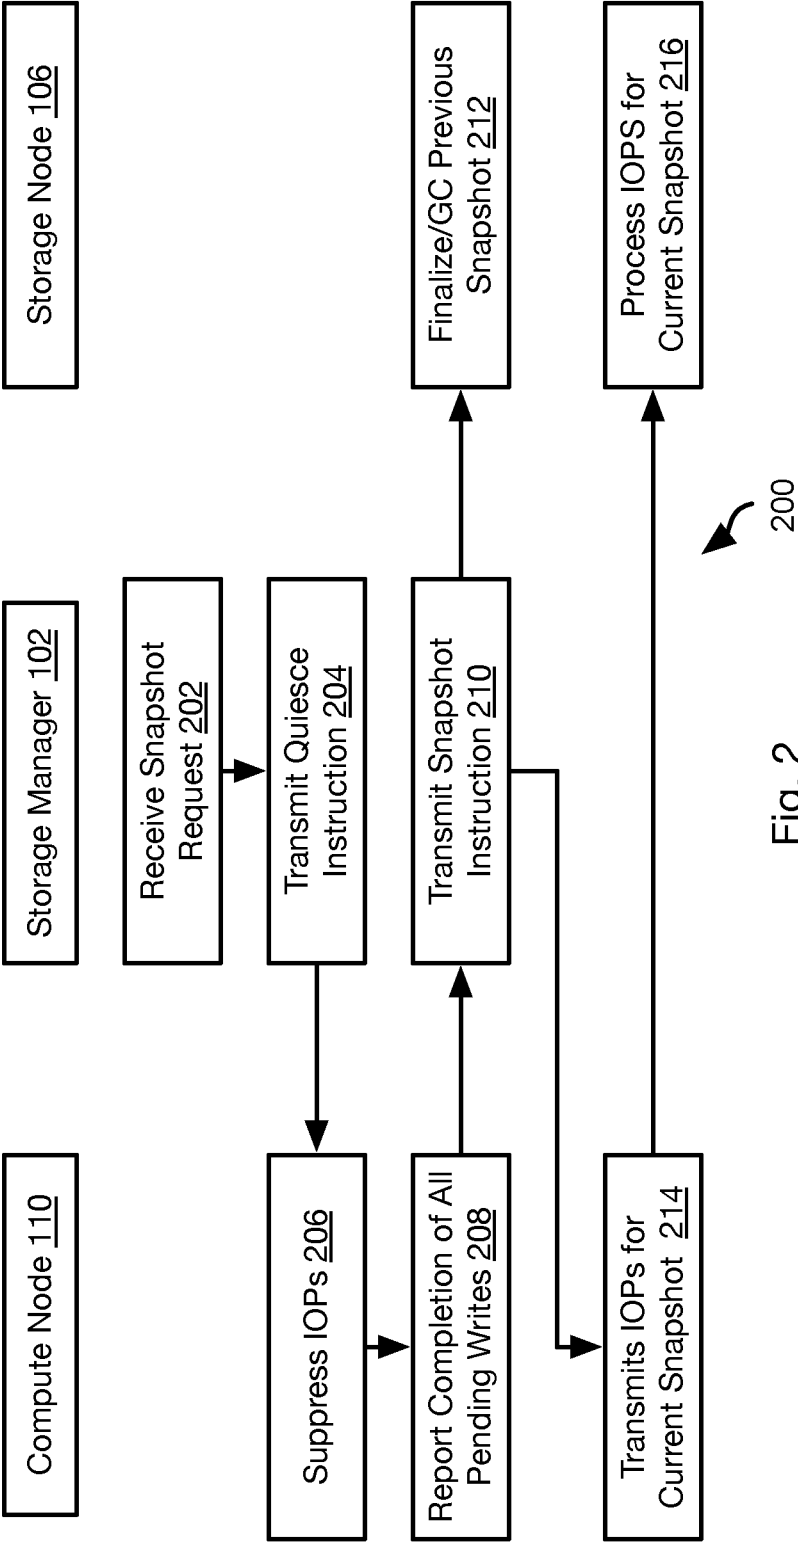 Compute Node 110
Storage Manager 102
Storage Node 106
Receive Snapshot
Request 202
Transmit Quiesce
Instruction 204
Suppress IOPs 206
Report Completion of All
Pending Writes 208
Transmit Snapshot
Instruction 210
Finalize/GC Previous
Snapshot 212
Transmits IOPs for
Current Snapshot 214
Process IOPS for
Current Snapshot 216
200
Fig. 2